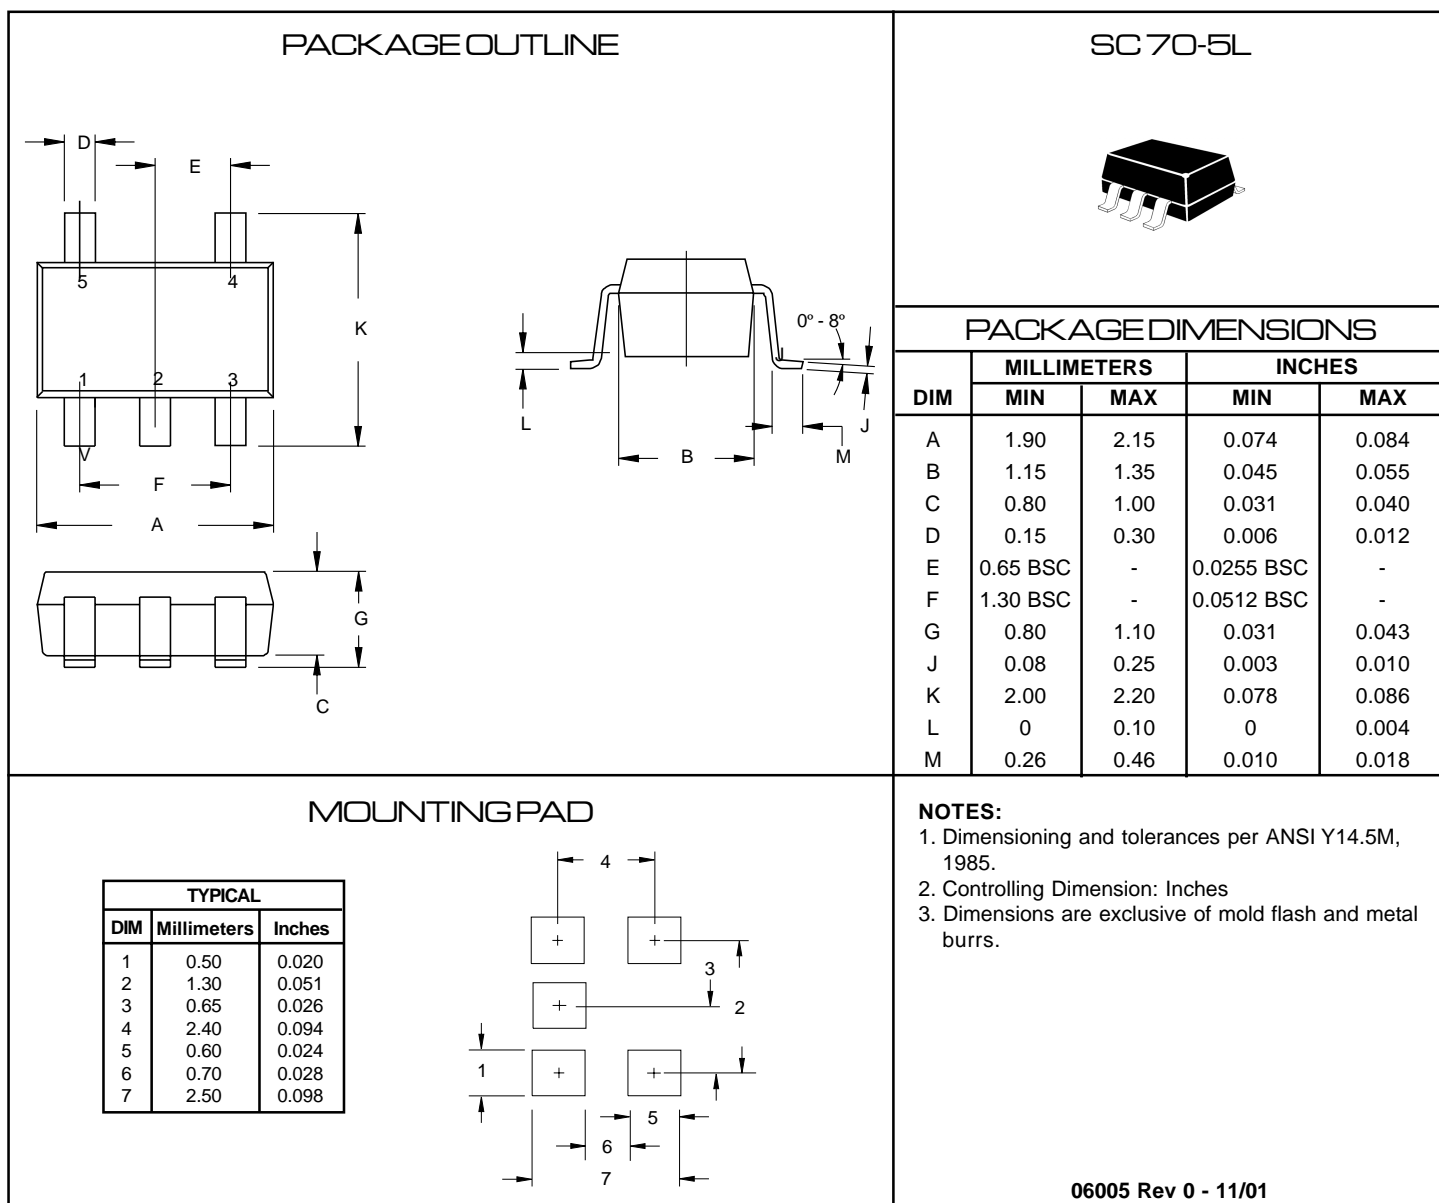 PACKAGE OUTLINE
D
E
5
4
K
1
2
3
V
F
A
G
C
0º - 8º
L
B
J
M
SC 70-5L
PACKAGE DIMENSIONS
MILLIMETERS INCHES
DIM MIN MAX MIN MAX
A 1.90 2.15 0.074 0.084
B 1.15 1.35 0.045 0.055
C 0.80 1.00 0.031 0.040
D 0.15 0.30 0.006 0.012
E 0.65 BSC - 0.0255 BSC -
F 1.30 BSC - 0.0512 BSC -
G 0.80 1.10 0.031 0.043
J 0.08 0.25 0.003 0.010
K 2.00 2.20 0.078 0.086
L 0 0.10 0 0.004
M 0.26 0.46 0.010 0.018
MOUNTING PAD
TYPICAL
DIM Millimeters Inches
1 0.50 0.020
2 1.30 0.051
3 0.65 0.026
4 2.40 0.094
5 0.60 0.024
6 0.70 0.028
7 2.50 0.098
4
3
2
1
5
6
7
NOTES:
1. Dimensioning and tolerances per ANSI Y14.5M,
1985.
2. Controlling Dimension: Inches
3. Dimensions are exclusive of mold flash and metal
burrs.
06005 Rev 0 - 11/01